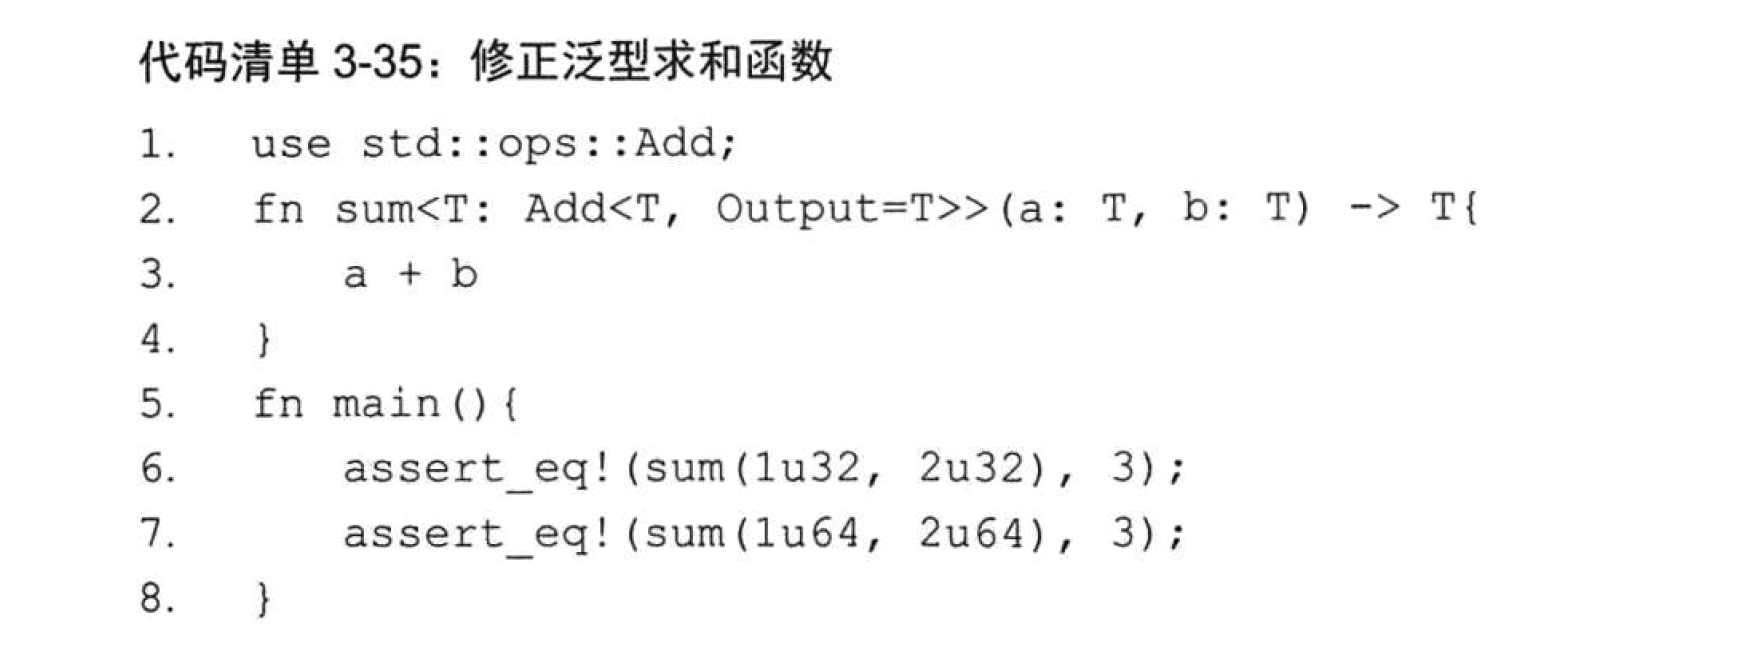 代码清单 3-35：修正泛型求和函数
1. use std::ops::Add;
2. fn sum<T: Add<T, Output=T>>(a: T, b: T) -> T{
3. a + b
4. }
5. fn main(){
6. assert_eq!(sum(1u32, 2u32), 3);
7. assert_eq!(sum(1u64, 2u64), 3);
8. }